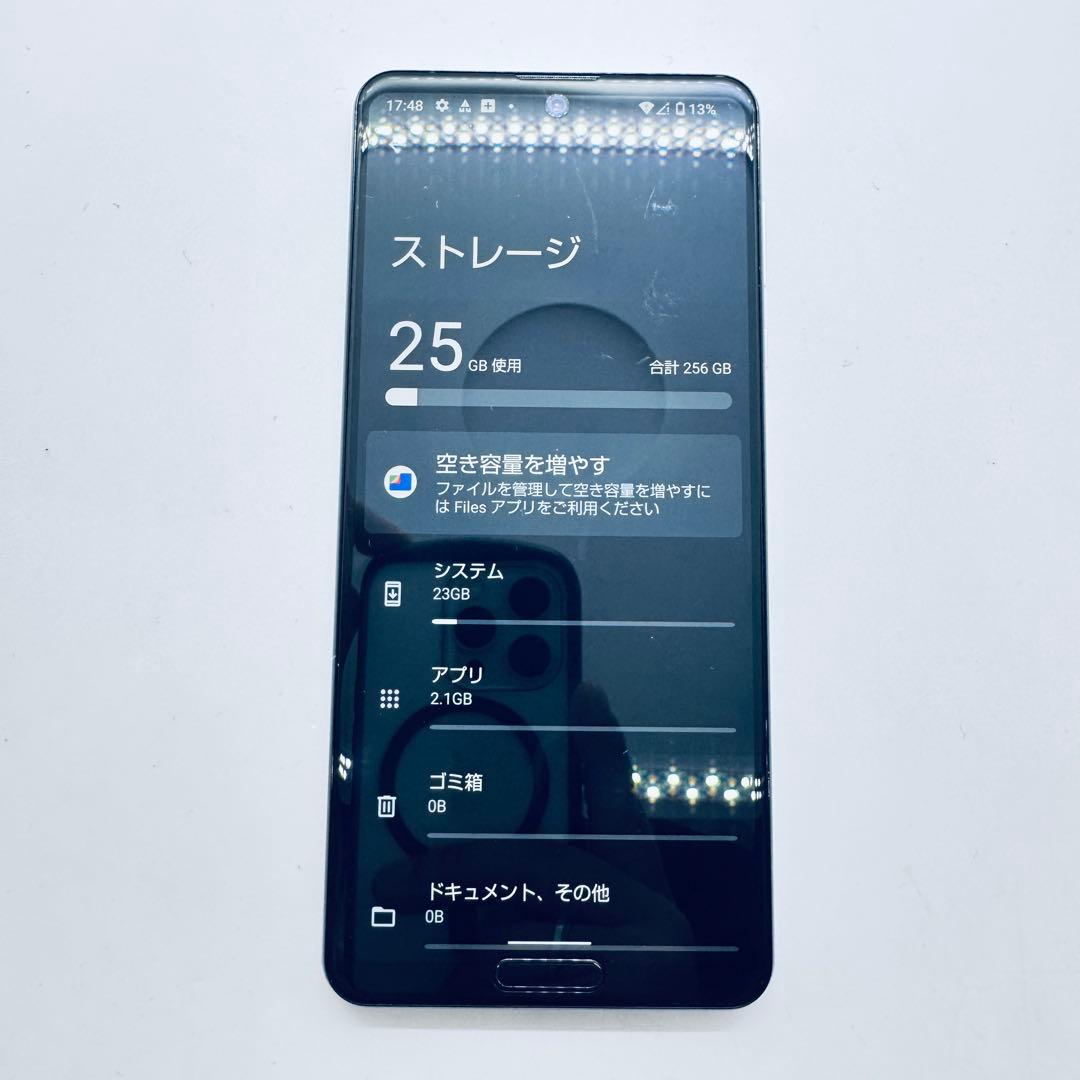 17:48 13%
ストレージ
25 GB 使用 合計 256 GB
空き容量を増やす
ファイルを管理して空き容量を増やすに
は Files アプリをご利用ください
システム
23GB
アプリ
2.1GB
ゴミ箱
0B
ドキュメント、その他
0B